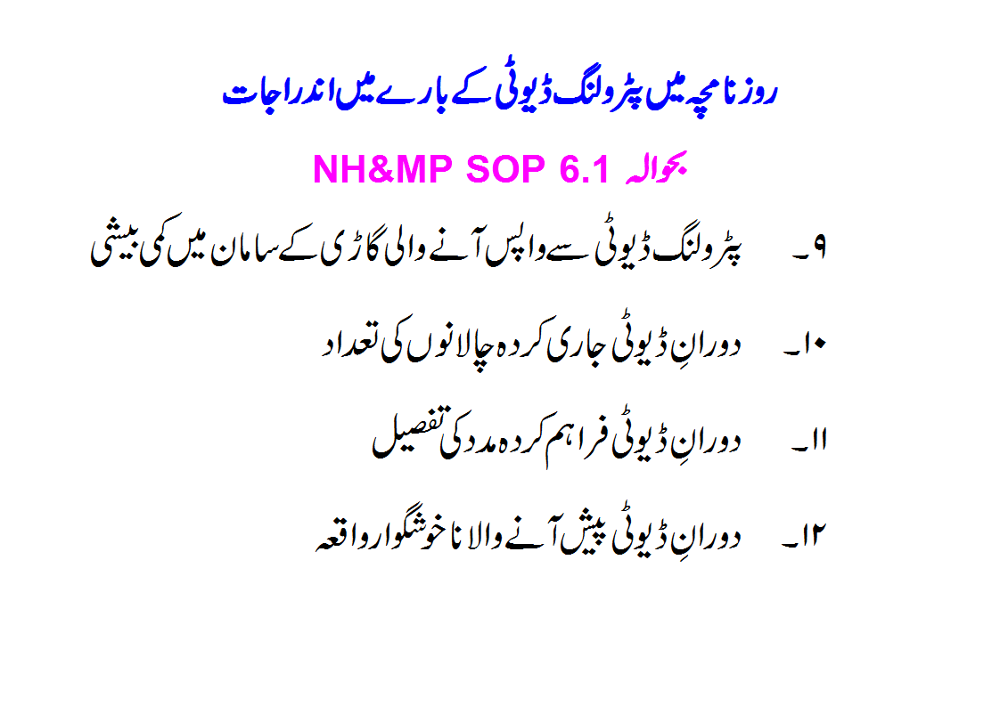 روزنامچہ میں پٹرولنگ ڈیوٹی کے بارے میں اندراجات
بحوالہ NH&MP SOP 6.1
۹۔ پٹرولنگ ڈیوٹی سے واپس آنے والی گاڑی کے سامان میں کمی بیشی
۱۰۔ دورانِ ڈیوٹی جاری کردہ چالانوں کی تعداد
۱۱۔ دورانِ ڈیوٹی فراہم کردہ مدد کی تفصیل
۱۲۔ دورانِ ڈیوٹی پیش آنے والا ناخوشگوار واقعہ